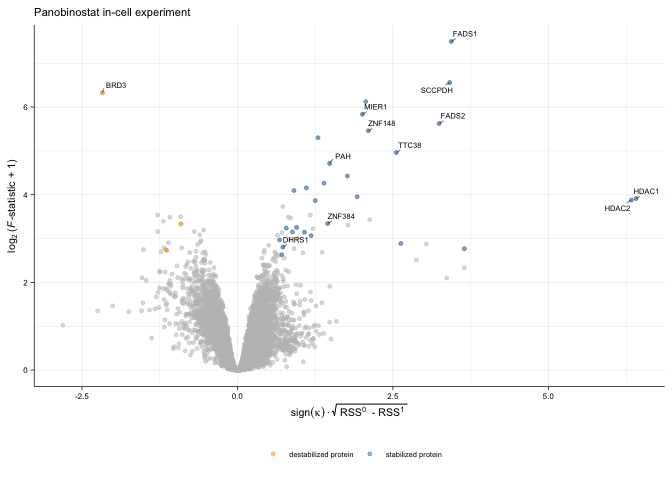 Panobinostat in-cell experiment
FADS1
BRD3
SCCPDH
MIER1
FADS2
ZNF148
TTC38
PAH
HDAC1
HDAC2
ZNF384
DHRS1
6
4
2
0
log₂ (F-statistic + 1)
-2.5
0.0
2.5
5.0
sign(κ) · √RSS⁰ - RSS¹
destabilized protein
stabilized protein